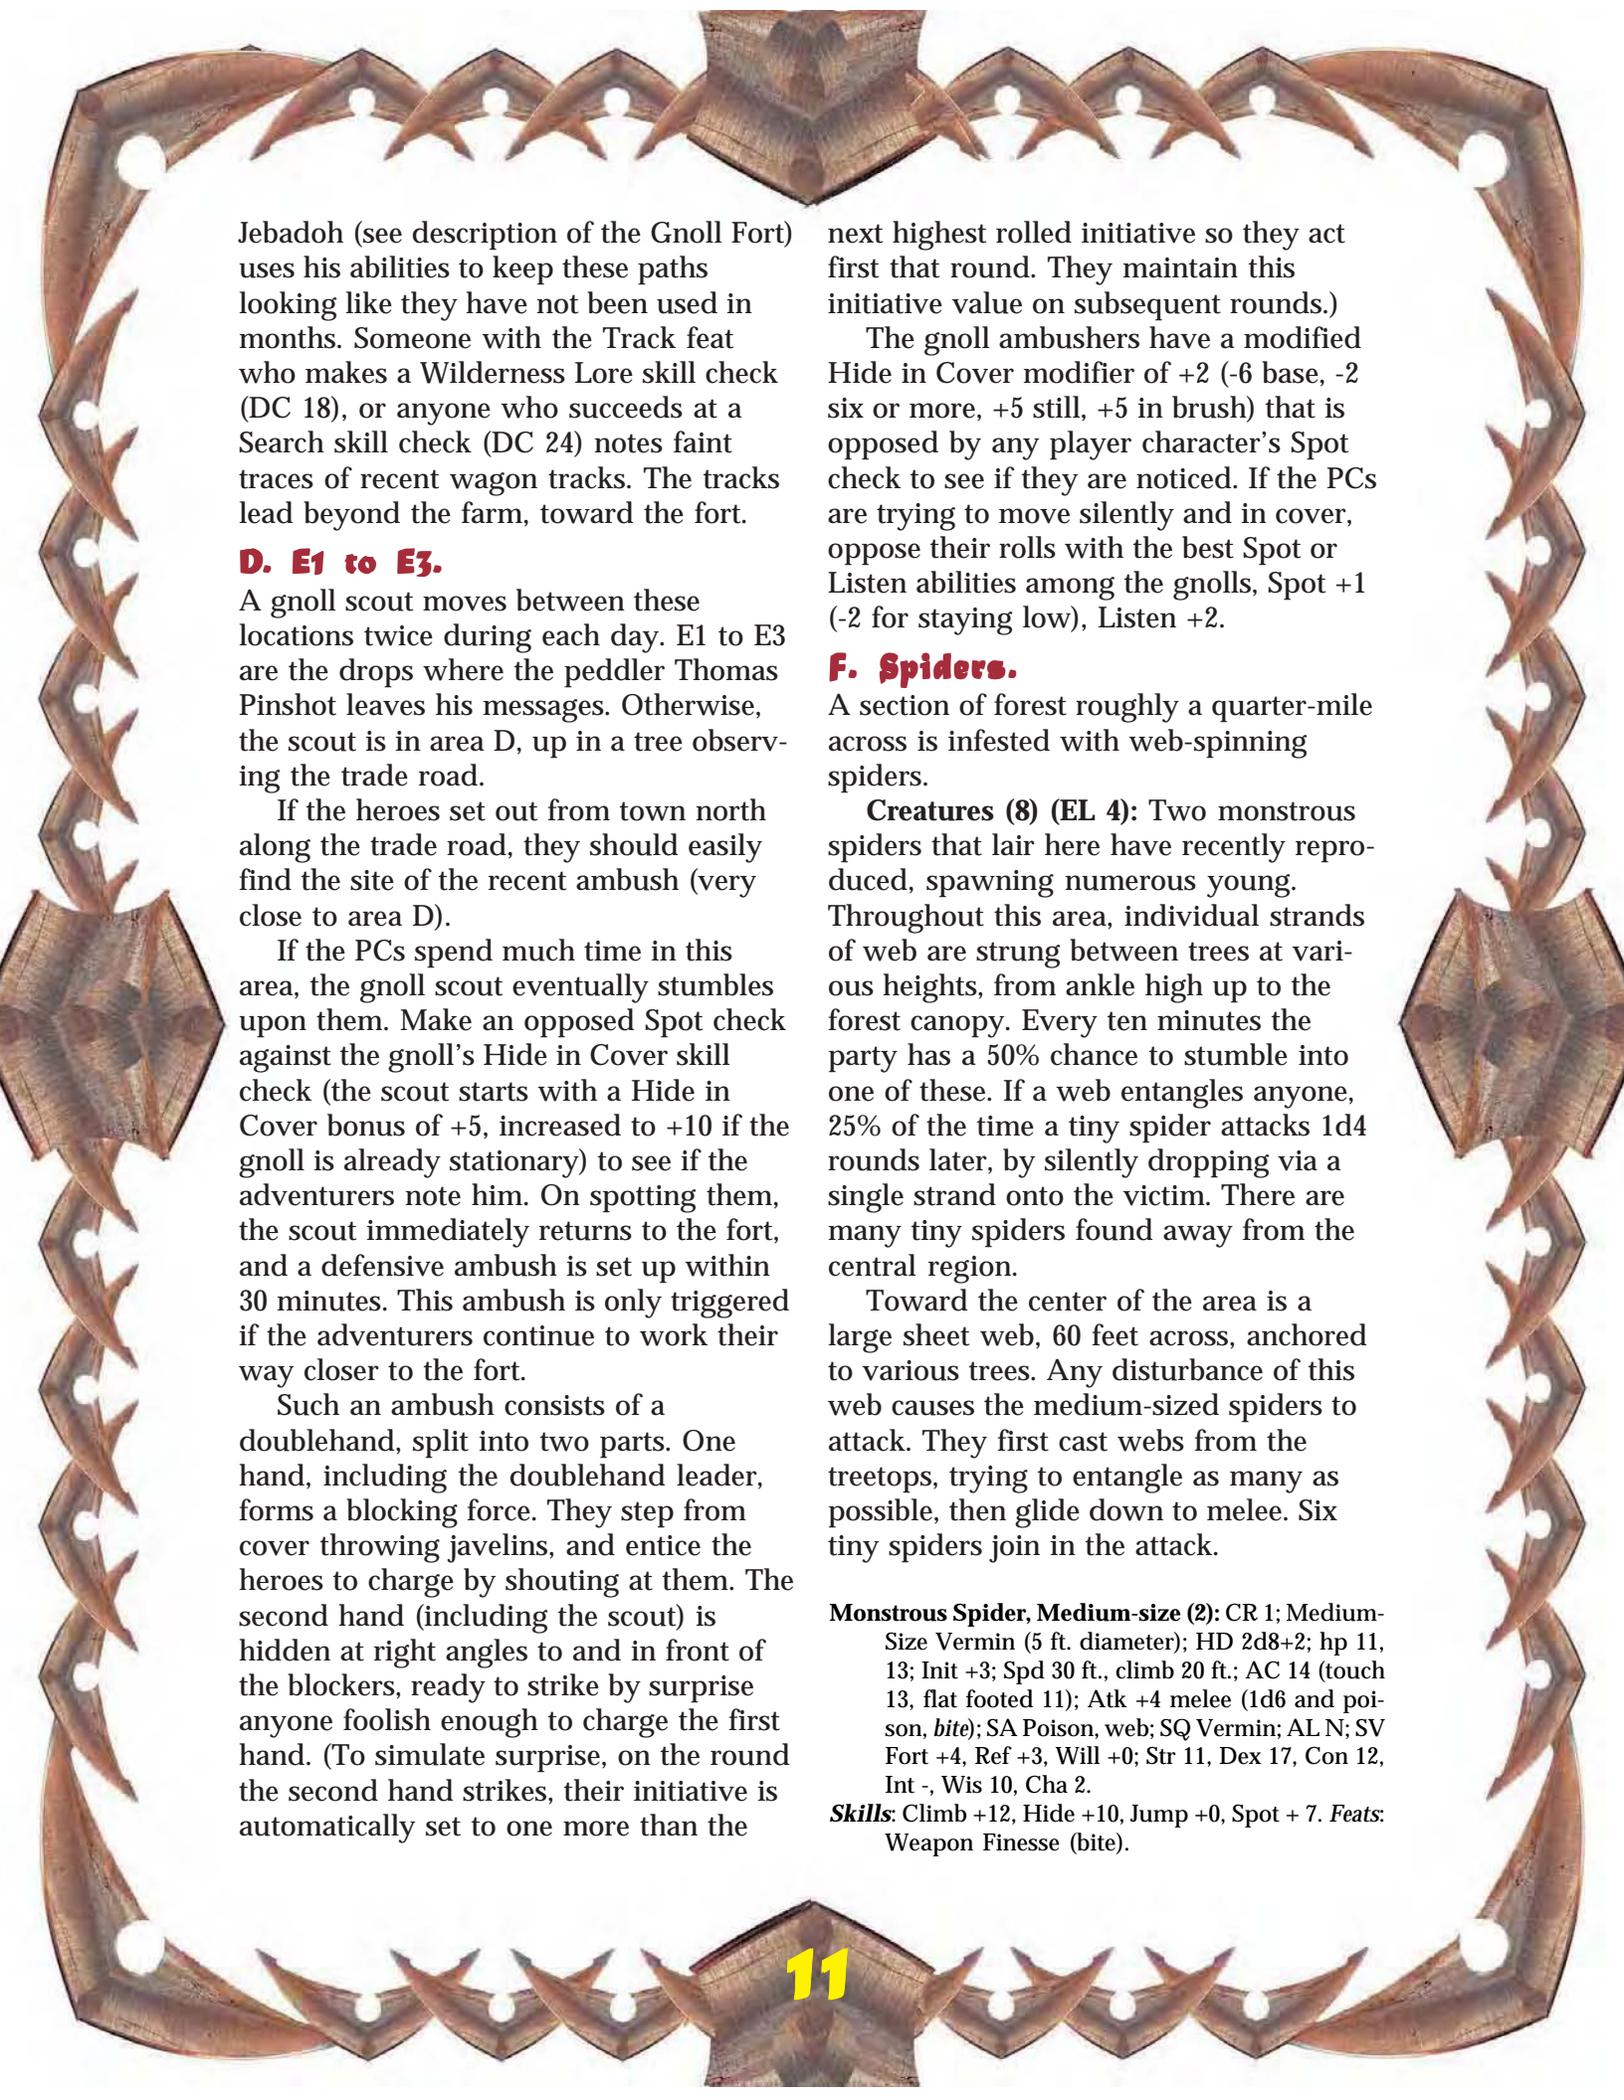 Jebadoh (see description of the Gnoll Fort)
uses his abilities to keep these paths
looking like they have not been used in
months. Someone with the Track feat
who makes a Wilderness Lore skill check
(DC 18), or anyone who succeeds at a
Search skill check (DC 24) notes faint
traces of recent wagon tracks. The tracks
lead beyond the farm, toward the fort.
D. E1 to E3.
A gnoll scout moves between these
locations twice during each day. E1 to E3
are the drops where the peddler Thomas
Pinshot leaves his messages. Otherwise,
the scout is in area D, up in a tree observ-
ing the trade road.
If the heroes set out from town north
along the trade road, they should easily
find the site of the recent ambush (very
close to area D).
If the PCs spend much time in this
area, the gnoll scout eventually stumbles
upon them. Make an opposed Spot check
against the gnoll's Hide in Cover skill
check (the scout starts with a Hide in
Cover bonus of +5, increased to +10 if the
gnoll is already stationary) to see if the
adventurers note him. On spotting them,
the scout immediately returns to the fort,
and a defensive ambush is set up within
30 minutes. This ambush is only triggered
if the adventurers continue to work their
way closer to the fort.
Such an ambush consists of a
doublehand, split into two parts. One
hand, including the doublehand leader,
forms a blocking force. They step from
cover throwing javelins, and entice the
heroes to charge by shouting at them. The
second hand (including the scout) is
hidden at right angles to and in front of
the blockers, ready to strike by surprise
anyone foolish enough to charge the first
hand. (To simulate surprise, on the round
the second hand strikes, their initiative is
automatically set to one more than the
next highest rolled initiative so they act
first that round. They maintain this
initiative value on subsequent rounds.)
The gnoll ambushers have a modified
Hide in Cover modifier of +2 (-6 base, -2
six or more, +5 still, +5 in brush) that is
opposed by any player character's Spot
check to see if they are noticed. If the PCs
are trying to move silently and in cover,
oppose their rolls with the best Spot or
Listen abilities among the gnolls, Spot +1
(-2 for staying low), Listen +2.
F. Spiders.
A section of forest roughly a quarter-mile
across is infested with web-spinning
spiders.
Creatures (8) (EL 4): Two monstrous
spiders that lair here have recently repro-
duced, spawning numerous young.
Throughout this area, individual strands
of web are strung between trees at vari-
ous heights, from ankle high up to the
forest canopy. Every ten minutes the
party has a 50% chance to stumble into
one of these. If a web entangles anyone,
25% of the time a tiny spider attacks 1d4
rounds later, by silently dropping via a
single strand onto the victim. There are
many tiny spiders found away from the
central region.
Toward the center of the area is a
large sheet web, 60 feet across, anchored
to various trees. Any disturbance of this
web causes the medium-sized spiders to
attack. They first cast webs from the
treetops, trying to entangle as many as
possible, then glide down to melee. Six
tiny spiders join in the attack.
Monstrous Spider, Medium-size (2): CR 1; Medium-
Size Vermin (5 ft. diameter); HD 2d8+2; hp 11,
13; Init +3; Spd 30 ft., climb 20 ft.; AC 14 (touch
13, flat footed 11); Atk +4 melee (1d6 and poi-
son, bite); SA Poison, web; SQ Vermin; AL N; SV
Fort +4, Ref +3, Will +0; Str 11, Dex 17, Con 12,
Int -, Wis 10, Cha 2.
Skills: Climb +12, Hide +10, Jump +0, Spot + 7. Feats:
Weapon Finesse (bite).
11